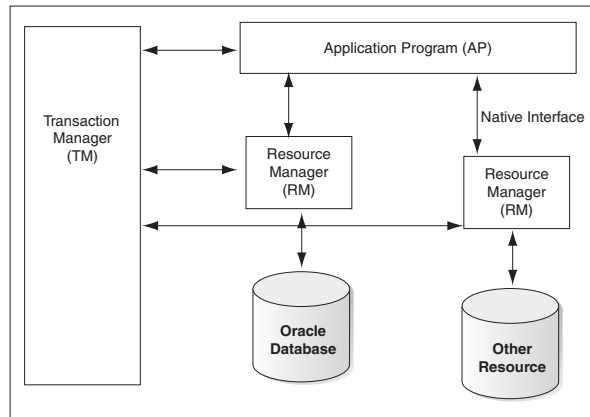 Application Program (AP)
Transaction
Manager
(TM)
Native Interface
Resource
Manager
(RM)
Resource
Manager
(RM)
Oracle
Database
Other
Resource